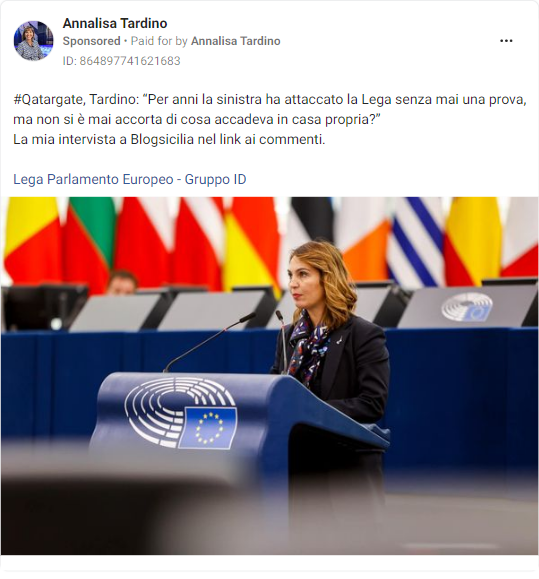 Annalisa Tardino
Sponsored • Paid for by Annalisa Tardino
ID: 864897741621683
#Qatargate, Tardino: “Per anni la sinistra ha attaccato la Lega senza mai una prova,
ma non si è mai accorta di cosa accadeva in casa propria?”
La mia intervista a Blogsicilia nel link ai commenti.
Lega Parlamento Europeo - Gruppo ID